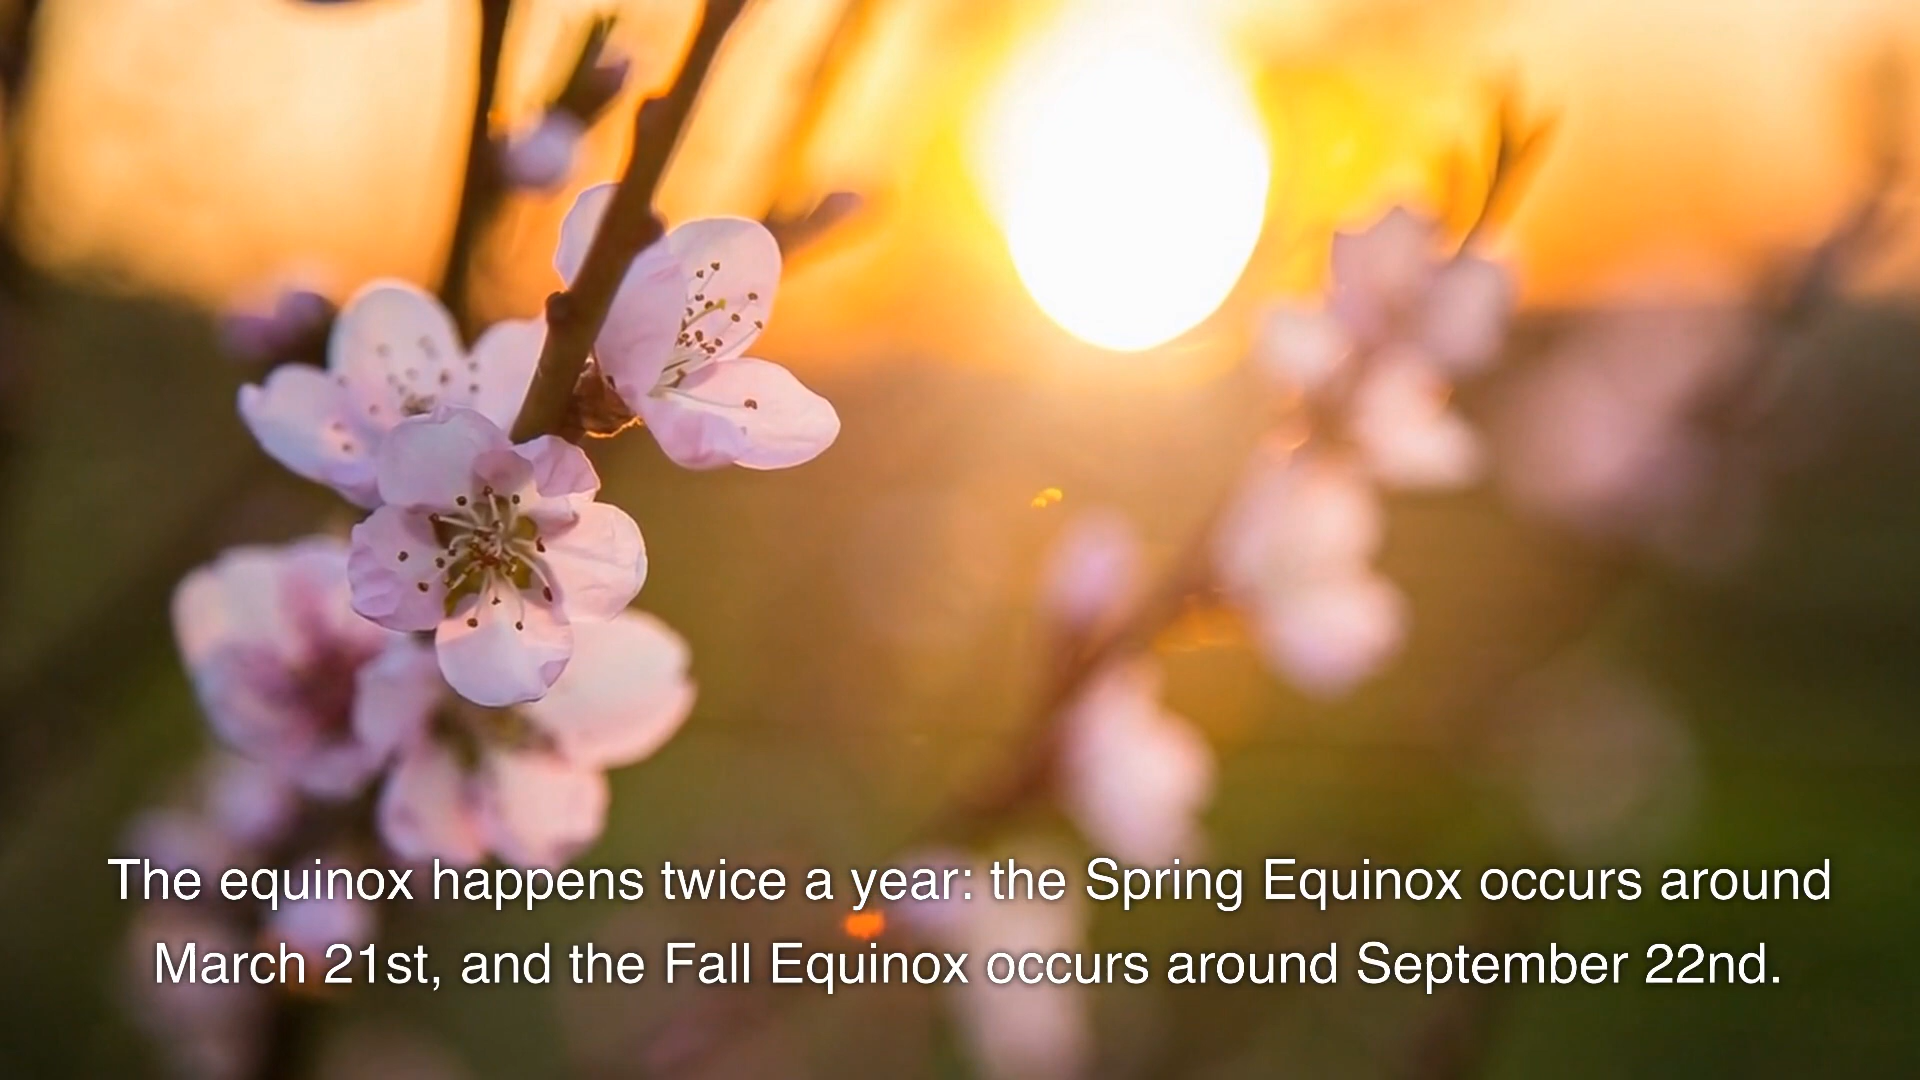 The equinox happens twice a year: the Spring Equinox occurs around
March 21st, and the Fall Equinox occurs around September 22nd.